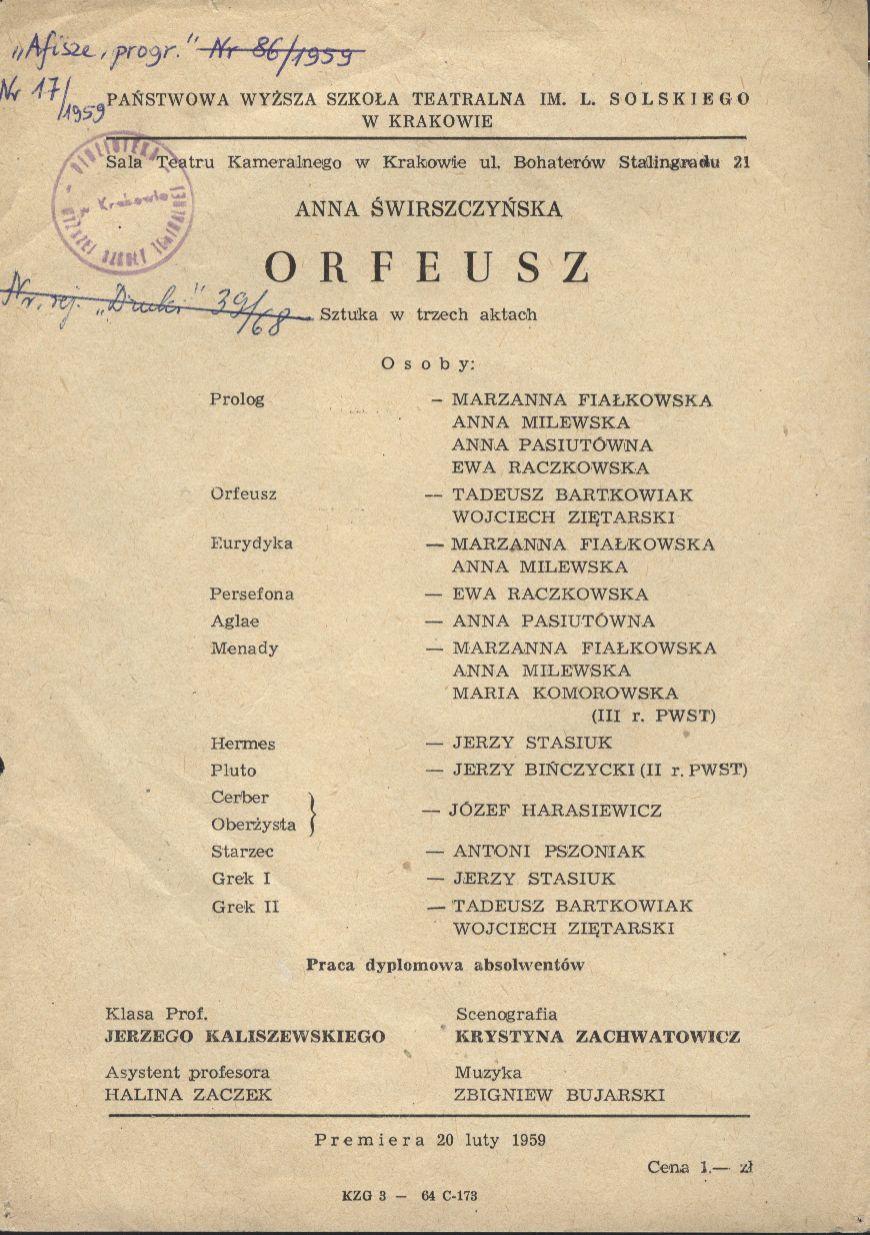 „Afisze, progr." Nr 86/1959
Nr 17/1959
PAŃSTWOWA WYŻSZA SZKOŁA TEATRALNA IM. L. SOLSKIEGO
W KRAKOWIE
Sala Teatru Kameralnego w Krakowie ul. Bohaterów Stalingradu 21
BIBLIOTEKA
w Krakowie
WYŻSZEJ SZKOŁY TEATRALNEJ
ANNA ŚWIRSZCZYŃSKA
ORFEUSZ
Nr. rej. „Druki" 39/68
Sztuka w trzech aktach
Osoby:
Prolog — MARZANNA FIAŁKOWSKA
ANNA MILEWSKA
ANNA PASIUTÓWNA
EWA RACZKOWSKA
Orfeusz — TADEUSZ BARTKOWIAK
WOJCIECH ZIĘTARSKI
Eurydyka — MARZANNA FIAŁKOWSKA
ANNA MILEWSKA
Persefona — EWA RACZKOWSKA
Aglae — ANNA PASIUTÓWNA
Menady — MARZANNA FIAŁKOWSKA
ANNA MILEWSKA
MARIA KOMOROWSKA
(III r. PWST)
Hermes — JERZY STASIUK
Pluto — JERZY BIŃCZYCKI (II r. PWST)
Cerber
Oberżysta } — JÓZEF HARASIEWICZ
Starzec — ANTONI PSZONIAK
Grek I — JERZY STASIUK
Grek II — TADEUSZ BARTKOWIAK
WOJCIECH ZIĘTARSKI
Praca dyplomowa absolwentów
Klasa Prof.
JERZEGO KALISZEWSKIEGO
Scenografia
KRYSTYNA ZACHWATOWICZ
Asystent profesora
HALINA ZACZEK
Muzyka
ZBIGNIEW BUJARSKI
Premiera 20 luty 1959
Cena 1.— zł
KZG 3 — 64 C-173